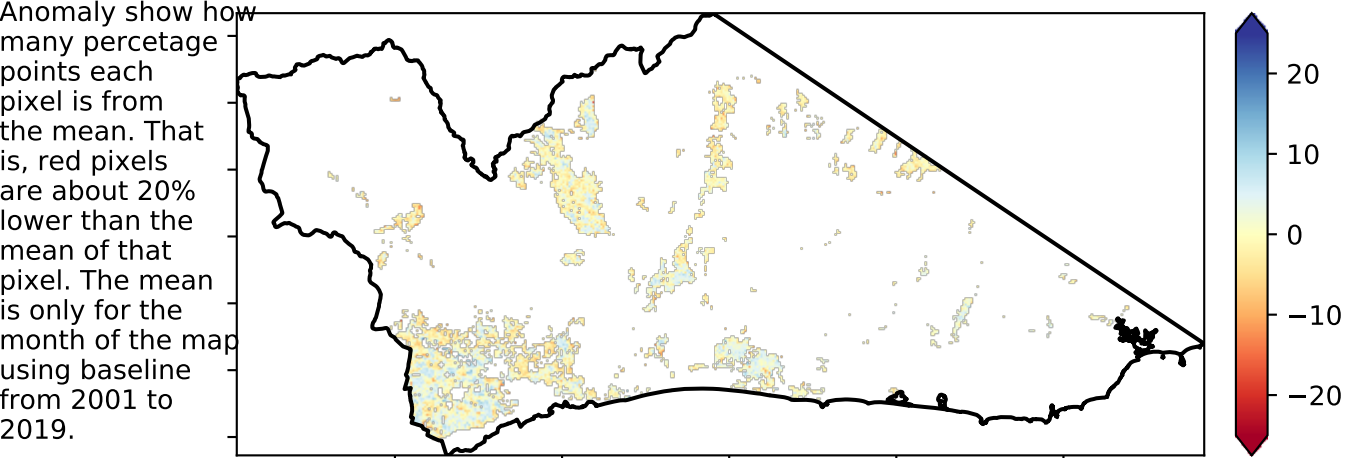 Anomaly show how
many percetage
points each
pixel is from
the mean. That
is, red pixels
are about 20%
lower than the
mean of that
pixel. The mean
is only for the
month of the map
using baseline
from 2001 to
2019.
20
10
0
−10
−20